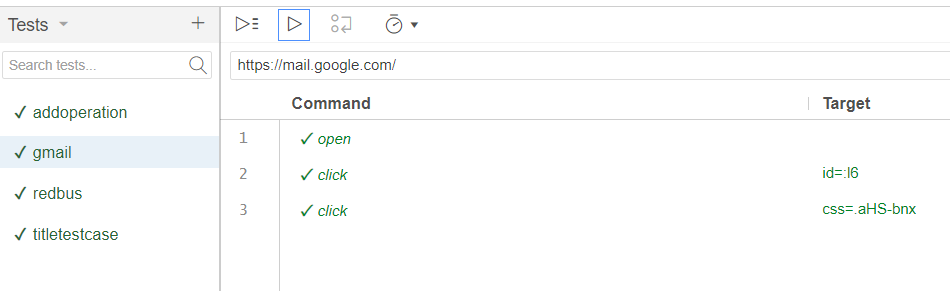 Tests
Search tests...
addoperation
gmail
redbus
titletestcase
https://mail.google.com/
Command Target
1 open
2 click id=:l6
3 click css=.aHS-bnx